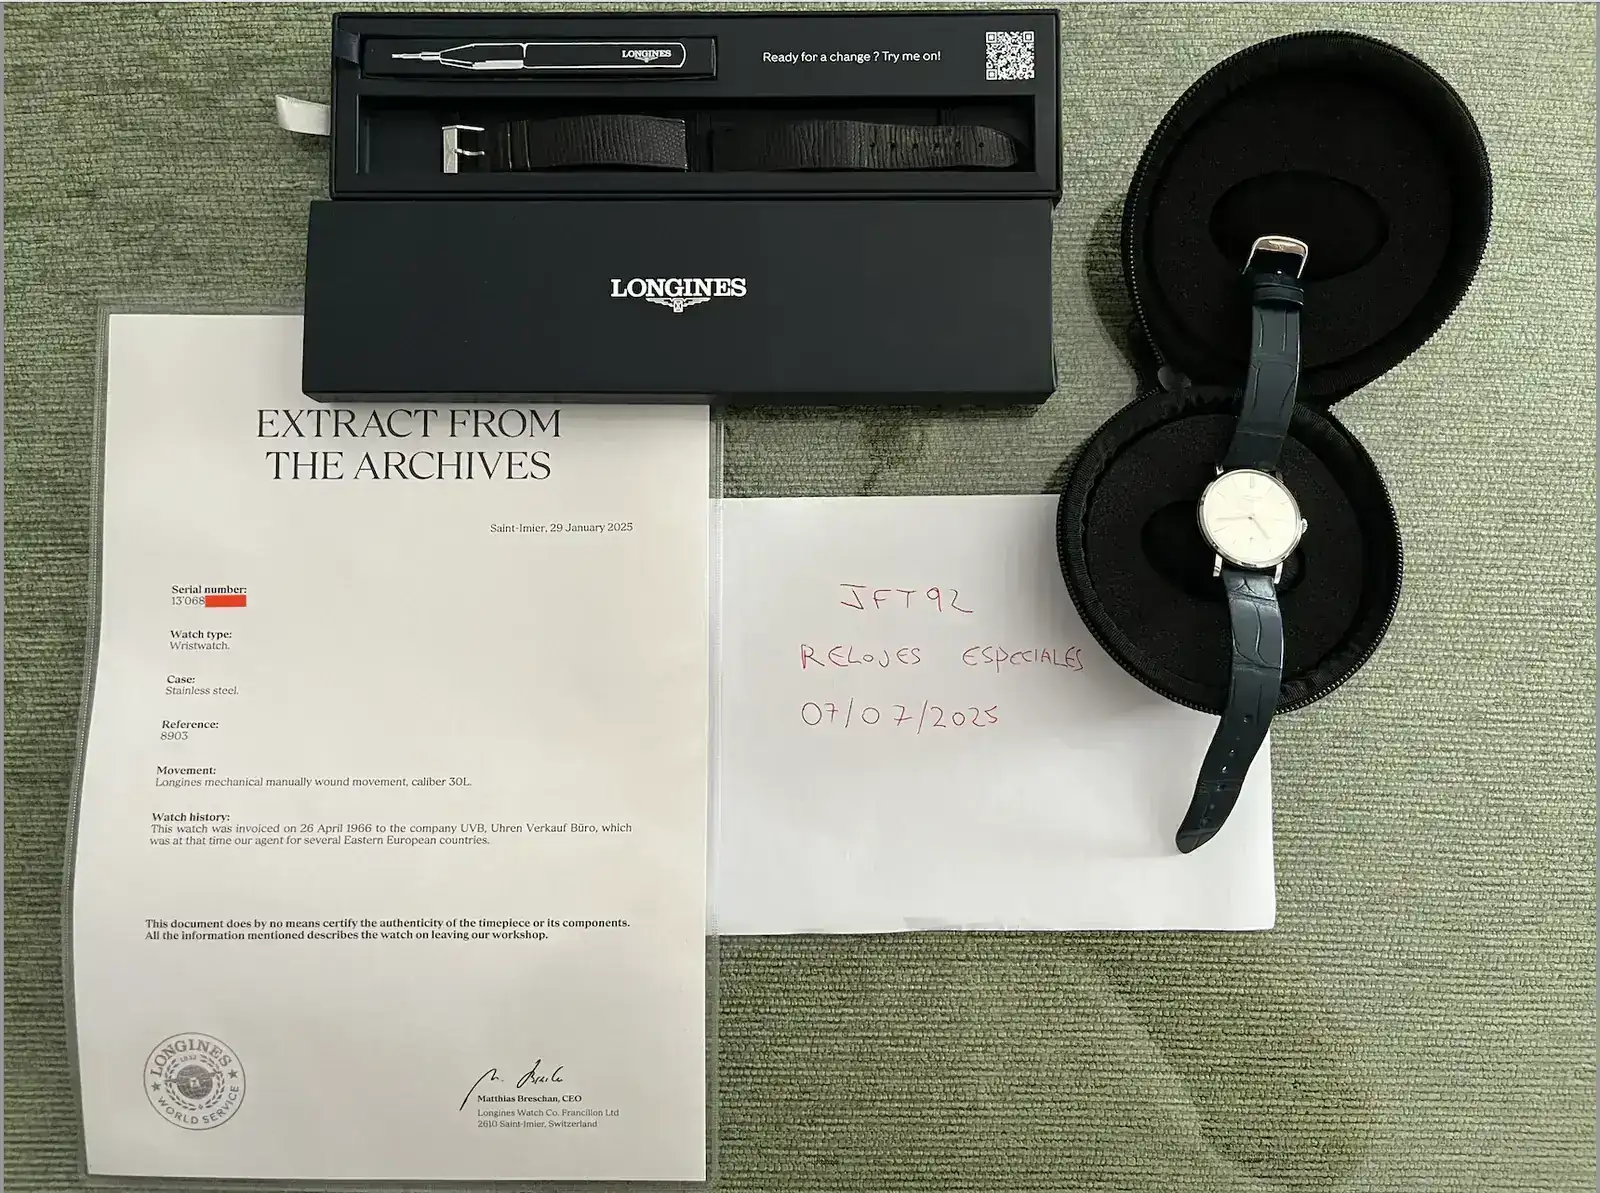 LONGINES
Ready for a change ? Try me on!
LONGINES
EXTRACT FROM
THE ARCHIVES
Saint-Imier, 29 January 2025
Serial number:
13'068
Watch type:
Wristwatch.
Case:
Stainless steel.
Reference:
8903
Movement:
Longines mechanical manually wound movement, caliber 30L.
Watch history:
This watch was invoiced on 26 April 1966 to the company UVB, Uhren Verkauf Büro, which
was at that time our agent for several Eastern European countries.
This document does by no means certify the authenticity of the timepiece or its components.
All the information mentioned describes the watch on leaving our workshop.
LONGINES
1832
WORLD SERVICE
Matthias Breschan, CEO
Longines Watch Co. Francillon Ltd
2610 Saint-Imier, Switzerland
JFT92
RELOJES ESPECIALES
07/07/2025